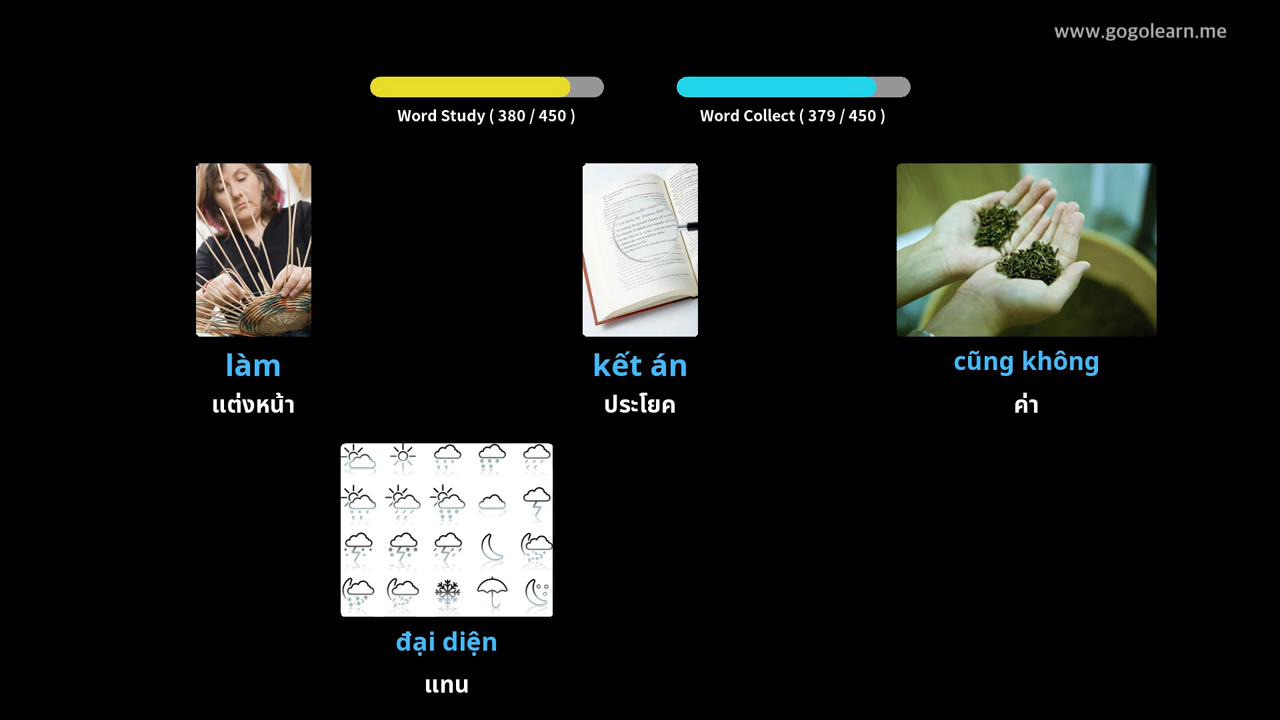 www.gogolearn.me
Word Study ( 380 / 450 )
Word Collect ( 379 / 450 )
làm
แต่งหน้า
kết án
ประโยค
cũng không
ค่า
đại diện
แทน